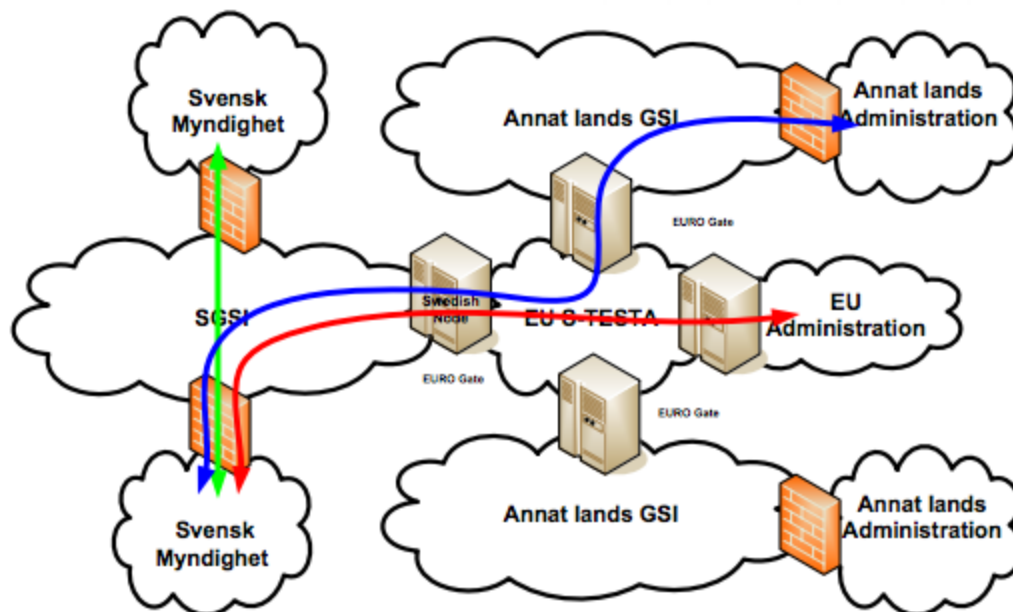 Svensk
Myndighet
Annat lands GSI
Annat lands
Administration
EURO Gate
SGSI
Swedish
Node
EU S-TESTA
EU
Administration
EURO Gate
EURO Gate
Svensk
Myndighet
Annat lands GSI
Annat lands
Administration